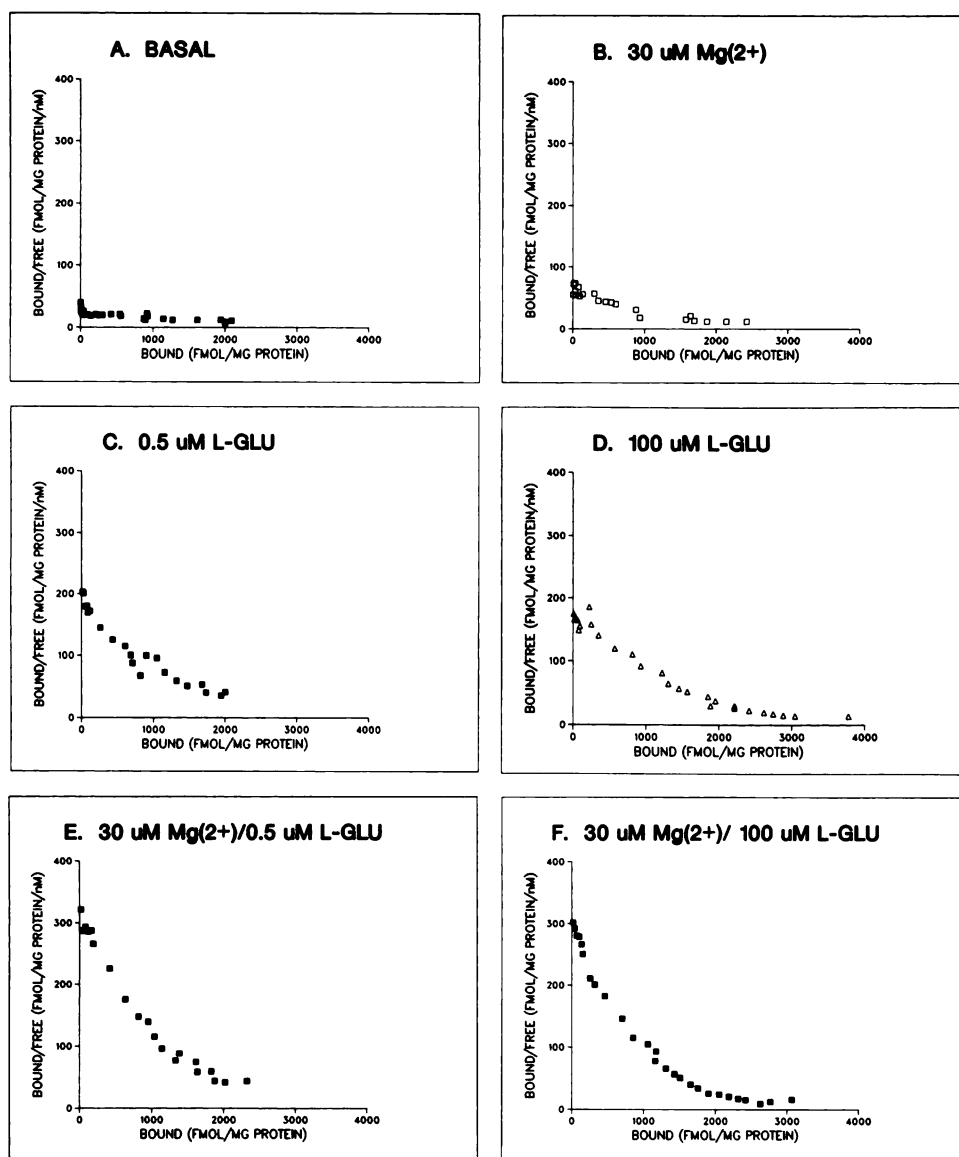 A. BASAL
BOUND/FREE (FMOL/MG PROTEIN/nM)
400
300
200
100
0
0 1000 2000 3000 4000
BOUND (FMOL/MG PROTEIN)
B. 30 uM Mg(2+)
BOUND/FREE (FMOL/MG PROTEIN/nM)
400
300
200
100
0
0 1000 2000 3000 4000
BOUND (FMOL/MG PROTEIN)
C. 0.5 uM L-GLU
BOUND/FREE (FMOL/MG PROTEIN/nM)
400
300
200
100
0
0 1000 2000 3000 4000
BOUND (FMOL/MG PROTEIN)
D. 100 uM L-GLU
BOUND/FREE (FMOL/MG PROTEIN/nM)
400
300
200
100
0
0 1000 2000 3000 4000
BOUND (FMOL/MG PROTEIN)
E. 30 uM Mg(2+)/0.5 uM L-GLU
BOUND/FREE (FMOL/MG PROTEIN/nM)
400
300
200
100
0
0 1000 2000 3000 4000
BOUND (FMOL/MG PROTEIN)
F. 30 uM Mg(2+)/ 100 uM L-GLU
BOUND/FREE (FMOL/MG PROTEIN/nM)
400
300
200
100
0
0 1000 2000 3000 4000
BOUND (FMOL/MG PROTEIN)